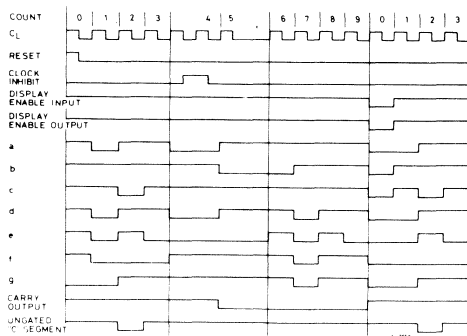 COUNT 0 1 2 3 4 5 6 7 8 9 0 1 2 3
CL
RESET
CLOCK
INHIBIT
DISPLAY
ENABLE INPUT
DISPLAY
ENABLE OUTPUT
a
b
c
d
e
f
g
CARRY
OUTPUT
UNGATED
"C" SEGMENT